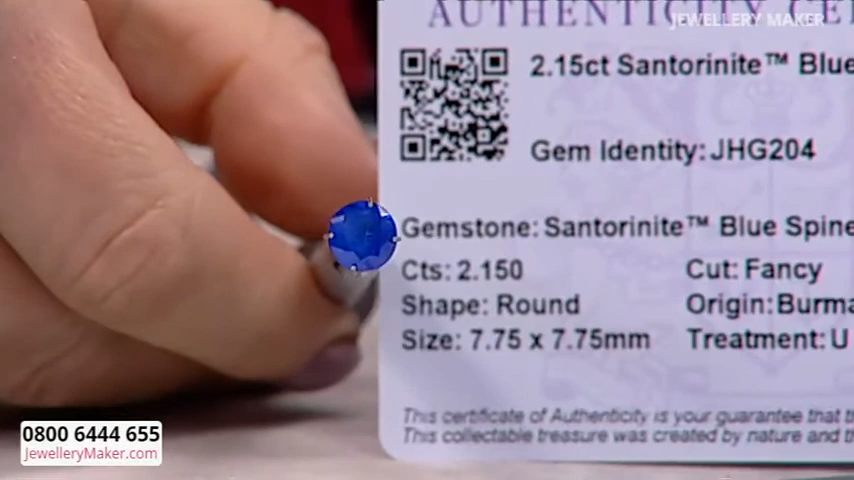 AUTHENTICITY CE
JEWELLERY MAKER
2.15ct Santorinite™ Blue
Gem Identity: JHG204
Gemstone: Santorinite™ Blue Spine
Cts: 2.150
Cut: Fancy
Shape: Round
Origin: Burma
Size: 7.75 x 7.75mm
Treatment: U
This certificate of Authenticity is your guarantee that t
This collectable treasure was created by nature and th
0800 6444 655
JewelleryMaker.com